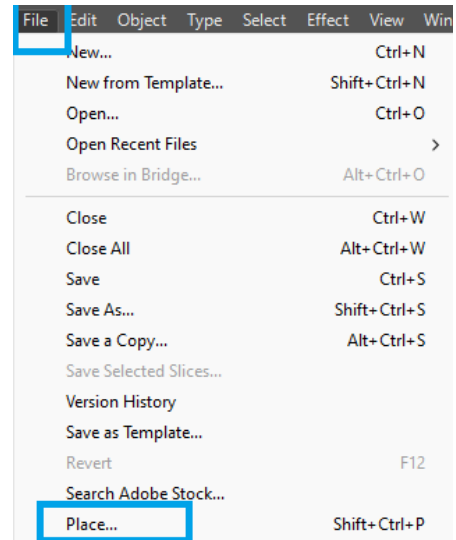 File Edit Object Type Select Effect View Win
New... Ctrl+N
New from Template... Shift+Ctrl+N
Open... Ctrl+O
Open Recent Files >
Browse in Bridge... Alt+Ctrl+O
Close Ctrl+W
Close All Alt+Ctrl+W
Save Ctrl+S
Save As... Shift+Ctrl+S
Save a Copy... Alt+Ctrl+S
Save Selected Slices...
Version History
Save as Template...
Revert F12
Search Adobe Stock...
Place... Shift+Ctrl+P